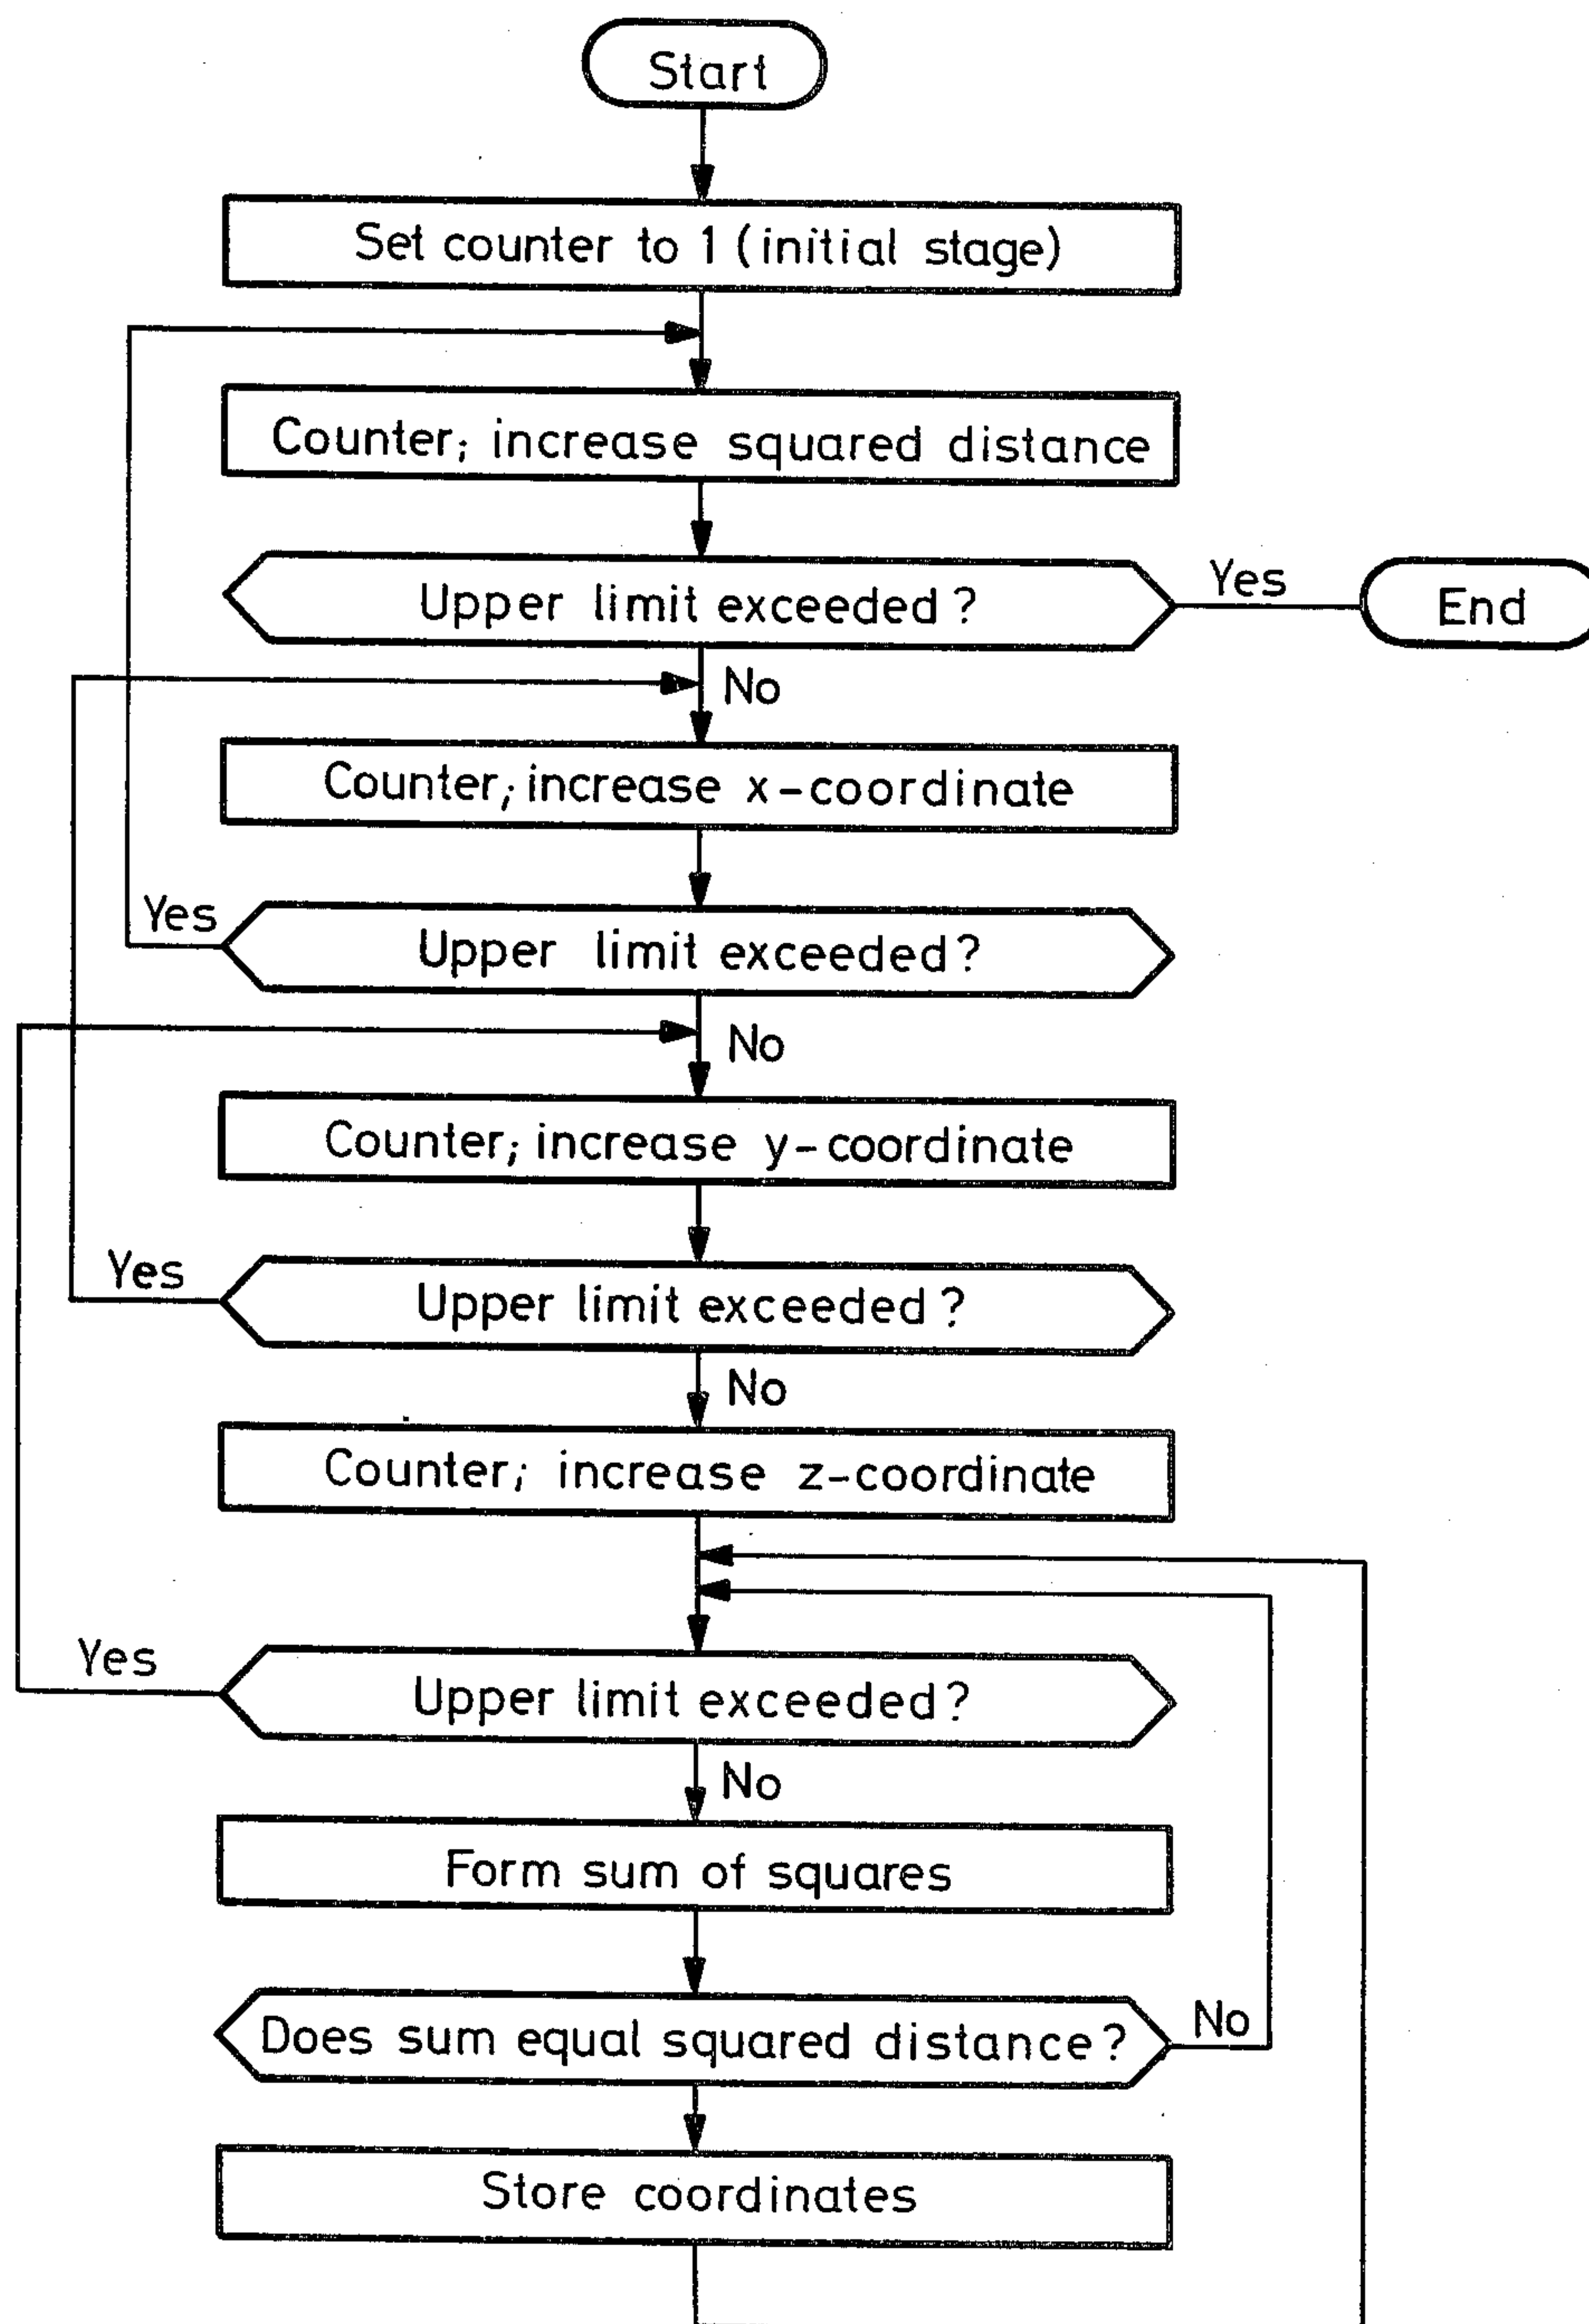 Start
Set counter to 1 (initial stage)
Counter; increase squared distance
Upper limit exceeded?
Yes
End
No
Counter; increase x-coordinate
Yes
Upper limit exceeded?
No
Counter; increase y-coordinate
Yes
Upper limit exceeded?
No
Counter; increase z-coordinate
Yes
Upper limit exceeded?
No
Form sum of squares
Does sum equal squared distance?
No
Store coordinates